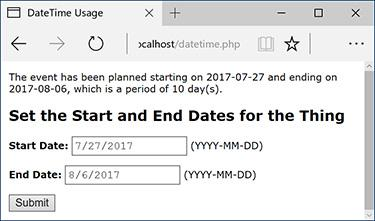 DateTime Usage
ocalhost/datetime.php
The event has been planned starting on 2017-07-27 and ending on
2017-08-06, which is a period of 10 day(s).
Set the Start and End Dates for the Thing
Start Date: 7/27/2017 (YYYY-MM-DD)
End Date: 8/6/2017 (YYYY-MM-DD)
Submit